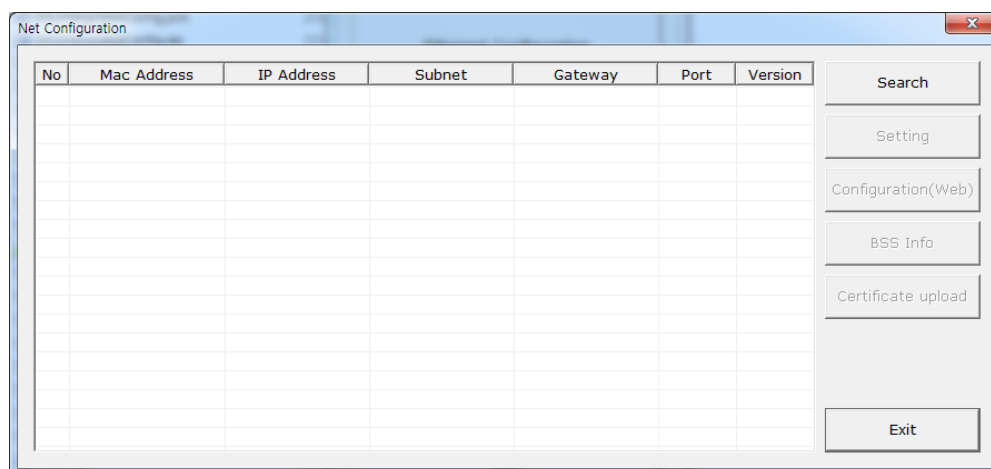 Net Configuration
No Mac Address IP Address Subnet Gateway Port Version
Search
Setting
Configuration(Web)
BSS Info
Certificate upload
Exit